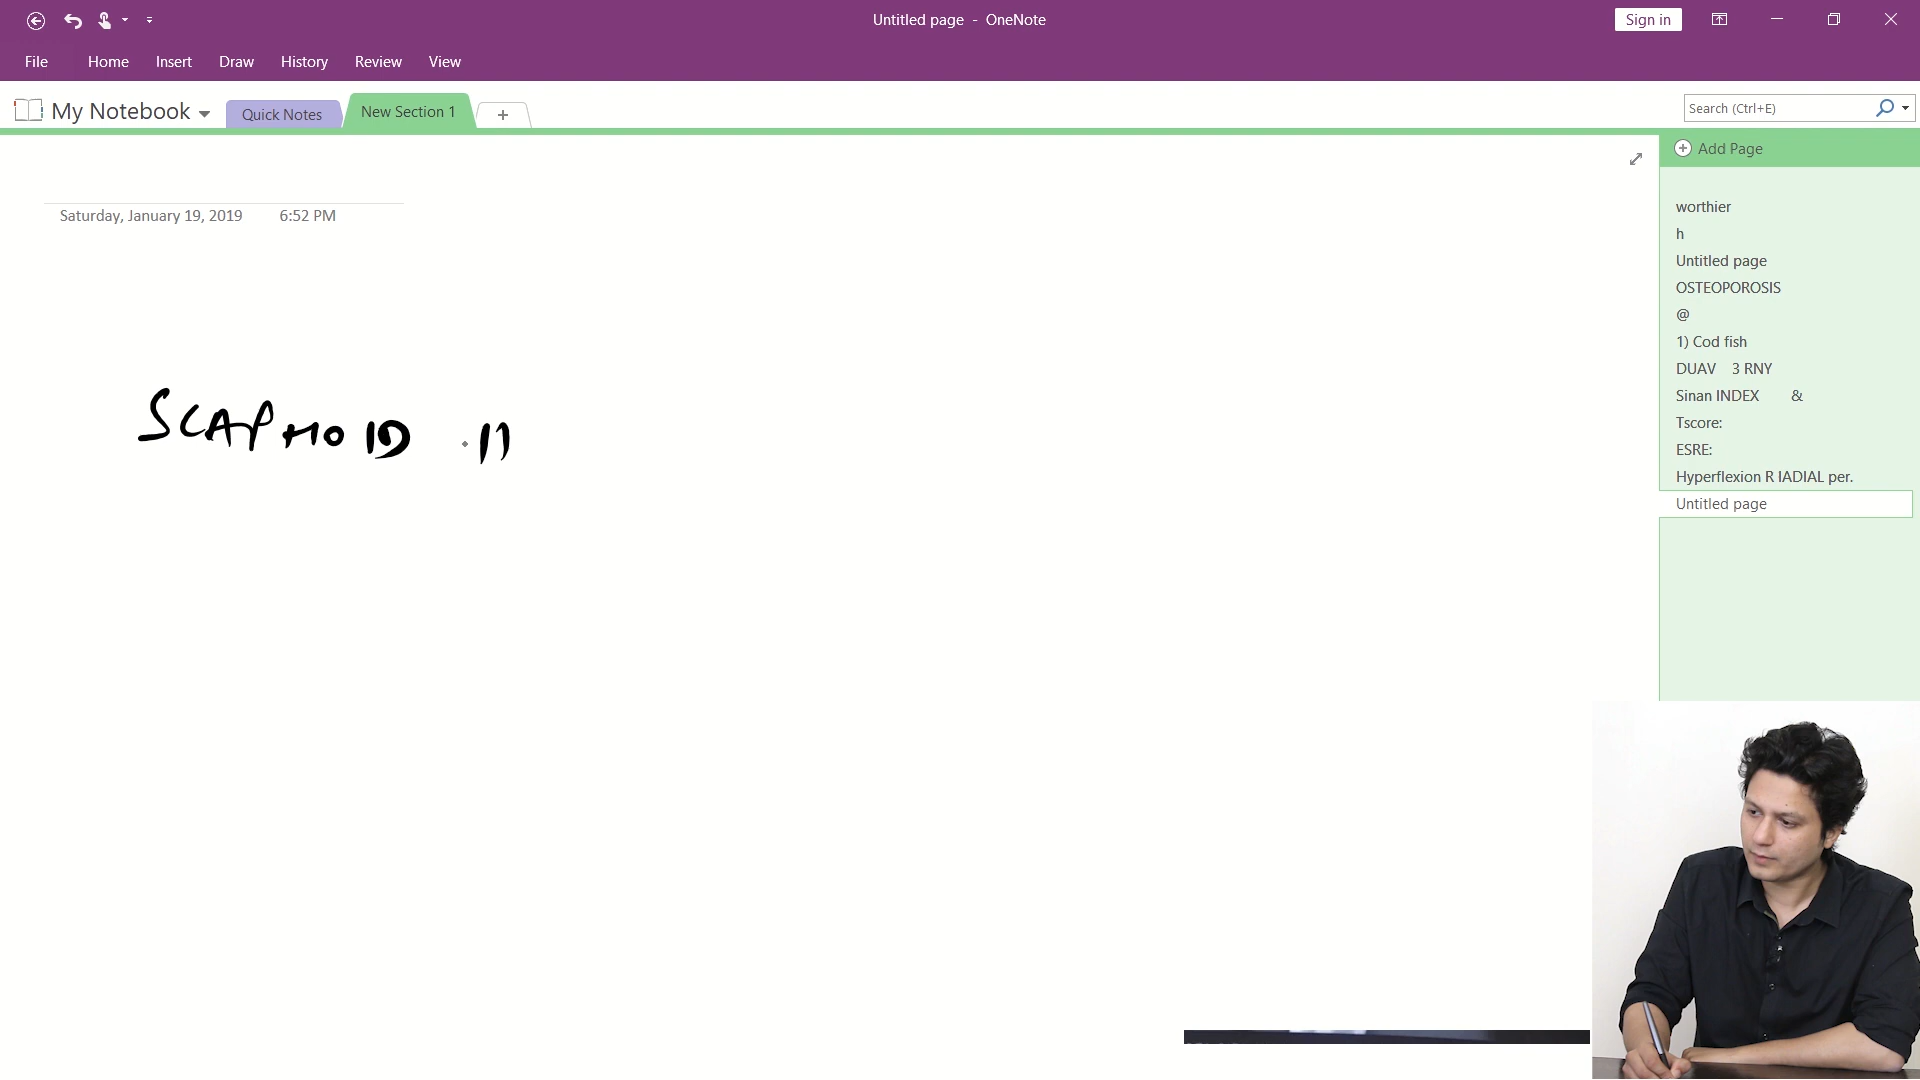 Untitled page - OneNote
Sign in
File Home Insert Draw History Review View
My Notebook
Quick Notes
New Section 1
+
Search (Ctrl+E)
Add Page
Saturday, January 19, 2019 6:52 PM
SCAPHOID
worthier
h
Untitled page
OSTEOPOROSIS
@
1) Cod fish
DUAV 3 RNY
Sinan INDEX &
Tscore:
ESRE:
Hyperflexion R IADIAL per.
Untitled page